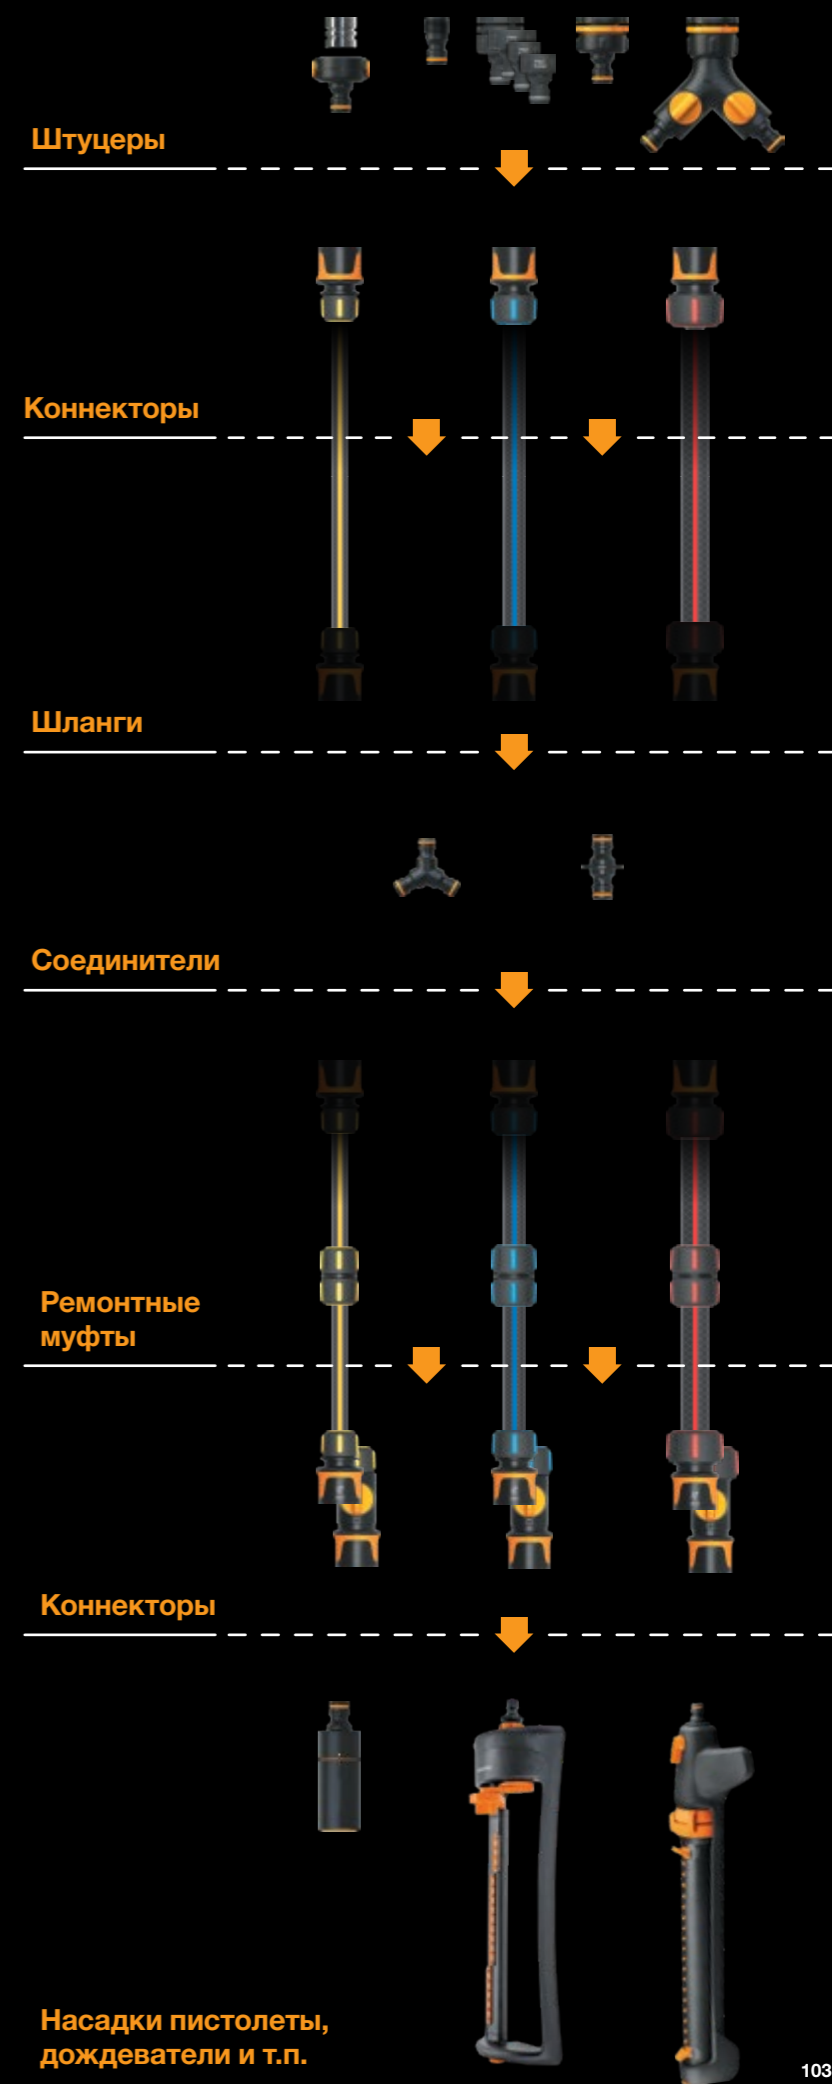 Штуцеры
Коннекторы
Шланги
Соединители
Ремонтные
муфты
Коннекторы
Насадки пистолеты,
дождеватели и т.п.
103